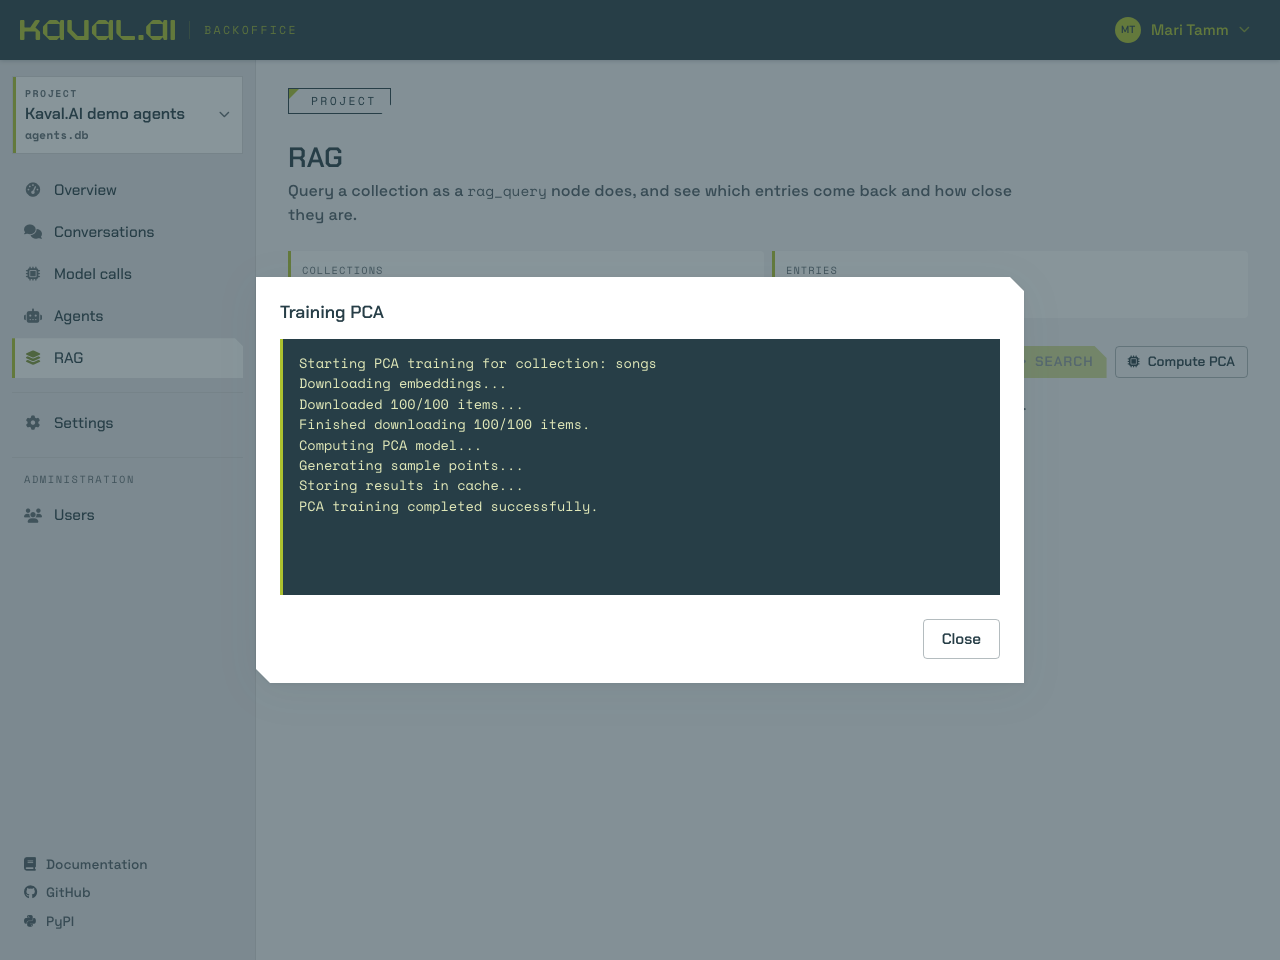 kaval.ai
BACKOFFICE
MT
Mari Tamm
PROJECT
Kaval.AI demo agents
agents.db
Overview
Conversations
Model calls
Agents
RAG
Settings
ADMINISTRATION
Users
Documentation
GitHub
PyPI
PROJECT
RAG
Query a collection as a rag_query node does, and see which entries come back and how close
they are.
COLLECTIONS
ENTRIES
SEARCH
Compute PCA
Training PCA
Starting PCA training for collection: songs
Downloading embeddings...
Downloaded 100/100 items...
Finished downloading 100/100 items.
Computing PCA model...
Generating sample points...
Storing results in cache...
PCA training completed successfully.
Close